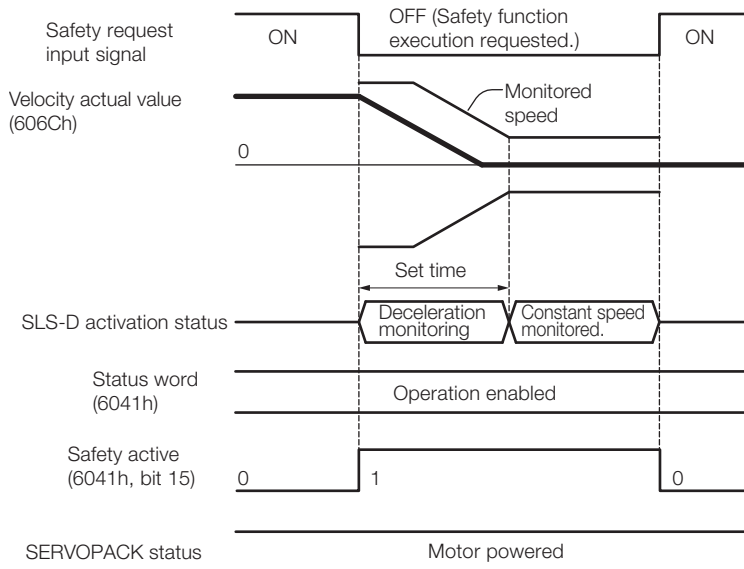 Safety request
input signal
ON
OFF (Safety function
execution requested.)
ON
Velocity actual value
(606Ch)
Monitored
speed
0
Set time
SLS-D activation status
Deceleration
monitoring
Constant speed
monitored.
Status word
(6041h)
Operation enabled
Safety active
(6041h, bit 15)
0
1
0
SERVOPACK status
Motor powered